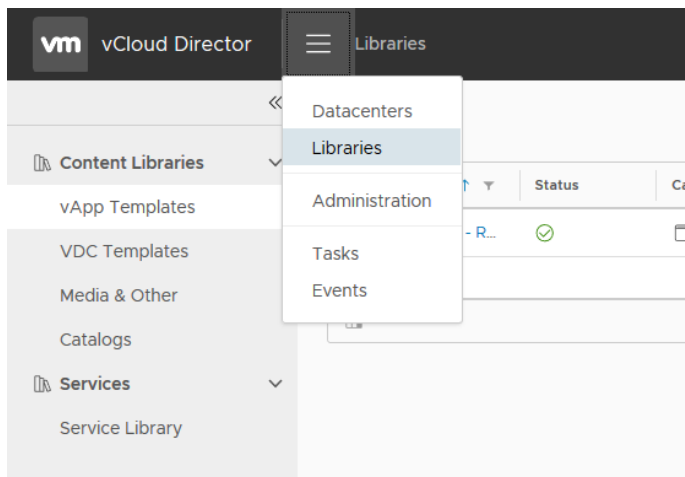 vm vCloud Director Libraries
Datacenters
Libraries
Administration
Tasks
Events
Content Libraries
vApp Templates
VDC Templates
Media & Other
Catalogs
Services
Service Library
Status Ca
- R...